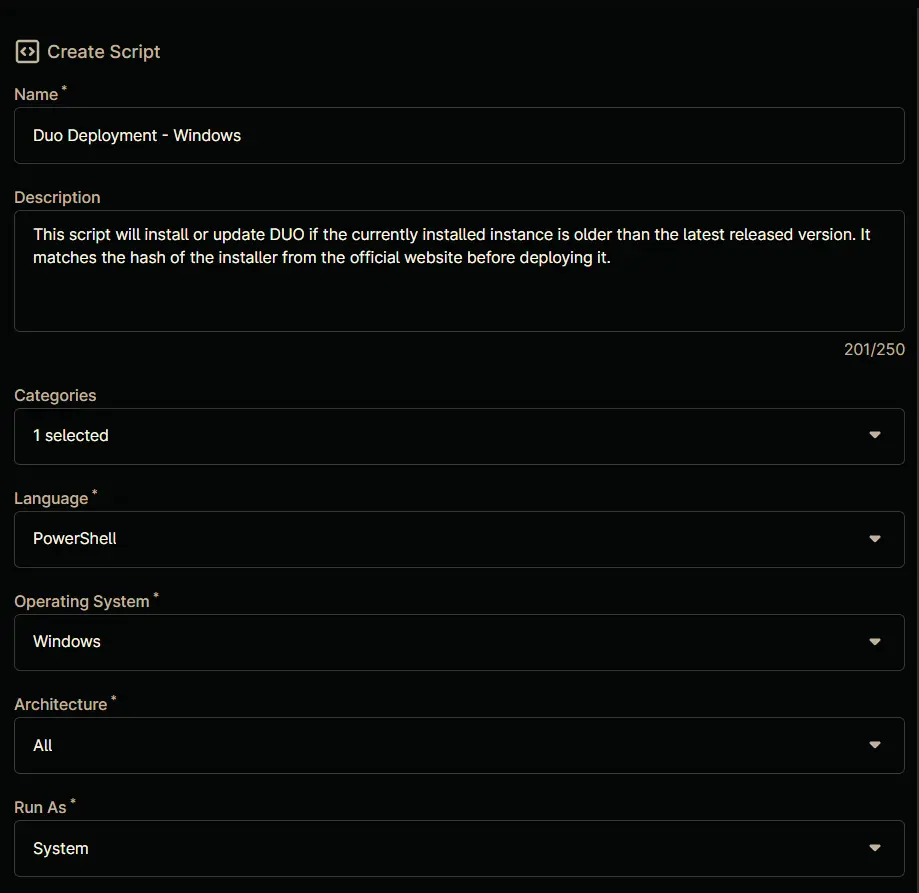 Create Script
Name *
Duo Deployment - Windows
Description
This script will install or update DUO if the currently installed instance is older than the latest released version. It
matches the hash of the installer from the official website before deploying it.
201/250
Categories
1 selected
Language *
PowerShell
Operating System *
Windows
Architecture *
All
Run As *
System